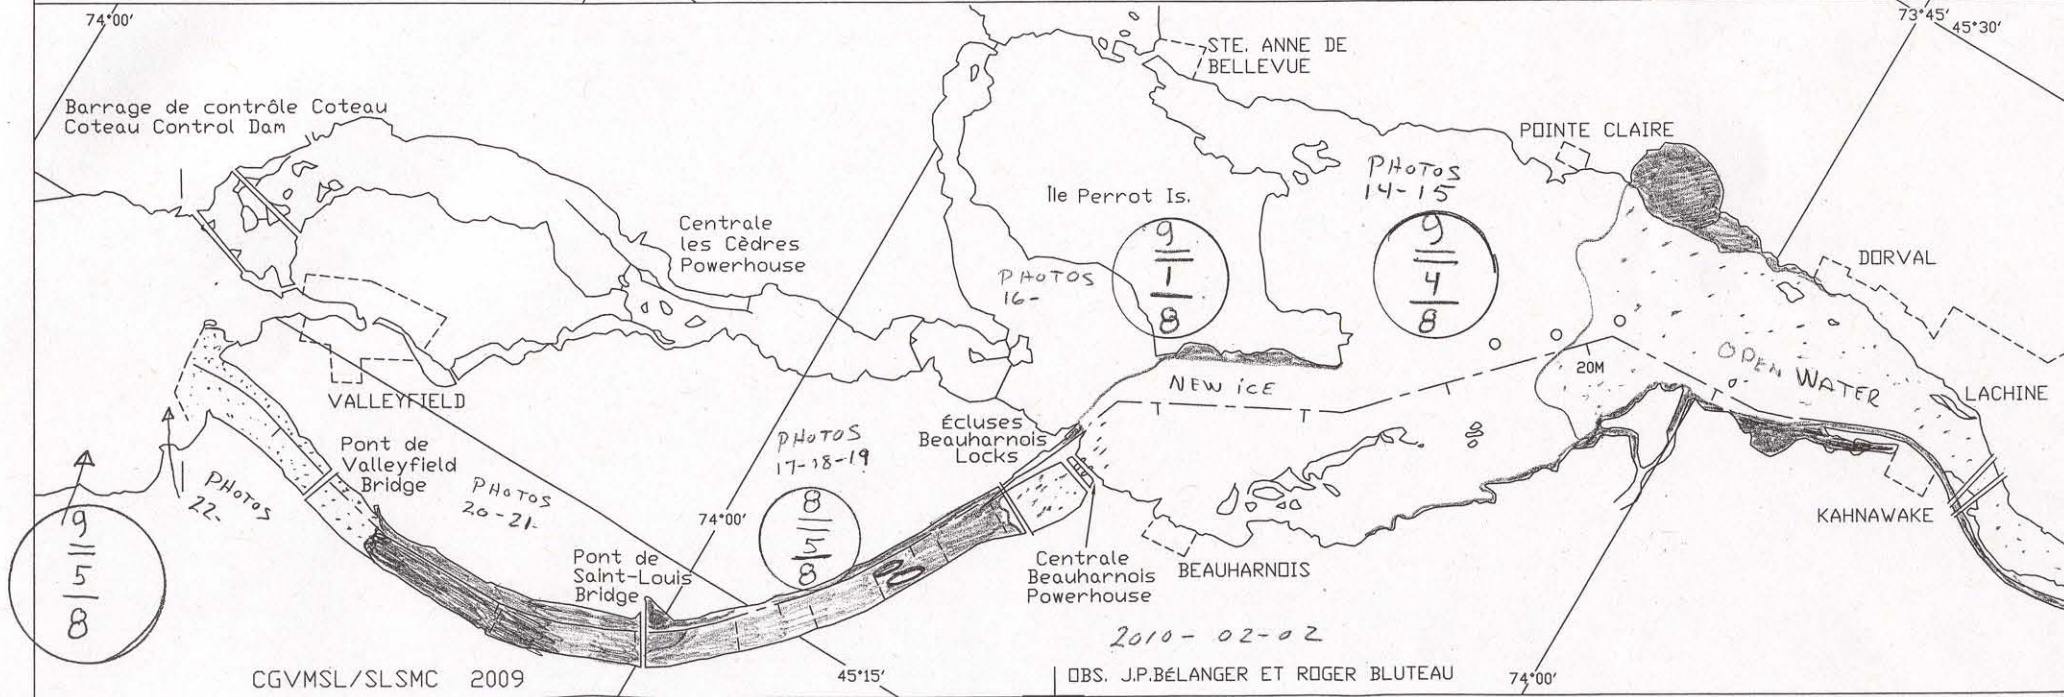 74°00'
73°45'
45°30'
STE. ANNE DE
BELLEVUE
Barrage de contrôle Coteau
Coteau Control Dam
POINTE CLAIRE
PHOTOS
14-15
9
4
8
Île Perrot Is.
9
1
8
PHOTOS
16-
Centrale
les Cèdres
Powerhouse
DORVAL
OPEN WATER
20M
NEW iCE
LACHINE
VALLEYFIELD
Pont de
Valleyfield
Bridge
PHOTOS
22-
PHOTOS
20-21-
PHOTOS
17-18-19
Écluses
Beauharnois
Locks
74°00'
8
5
8
9
5
8
Pont de
Saint-Louis
Bridge
Centrale
Beauharnois
Powerhouse
BEAUHARNOIS
KAHNAWAKE
2010-02-02
CGVMSL/SLSMC 2009
45°15'
OBS. J.P.BÉLANGER ET ROGER BLUTEAU
74°00'